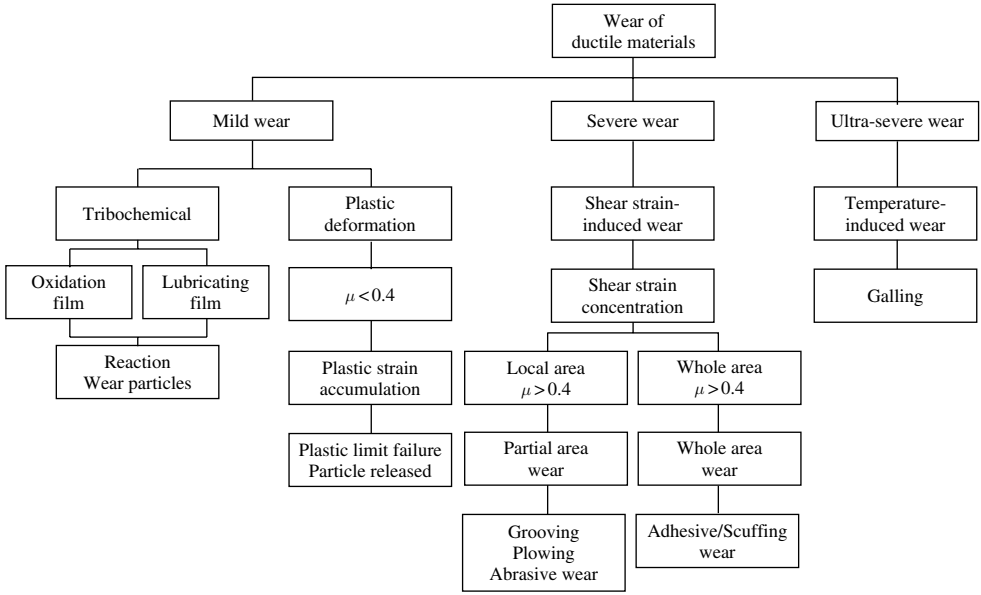 Wear of
ductile materials
Mild wear
Severe wear
Ultra-severe wear
Tribochemical
Plastic
deformation
Shear strain-
induced wear
Temperature-
induced wear
Oxidation
film
Lubricating
film
μ<0.4
Shear strain
concentration
Galling
Reaction
Wear particles
Plastic strain
accumulation
Local area
μ>0.4
Whole area
μ>0.4
Plastic limit failure
Particle released
Partial area
wear
Whole area
wear
Grooving
Plowing
Abrasive wear
Adhesive/Scuffing
wear